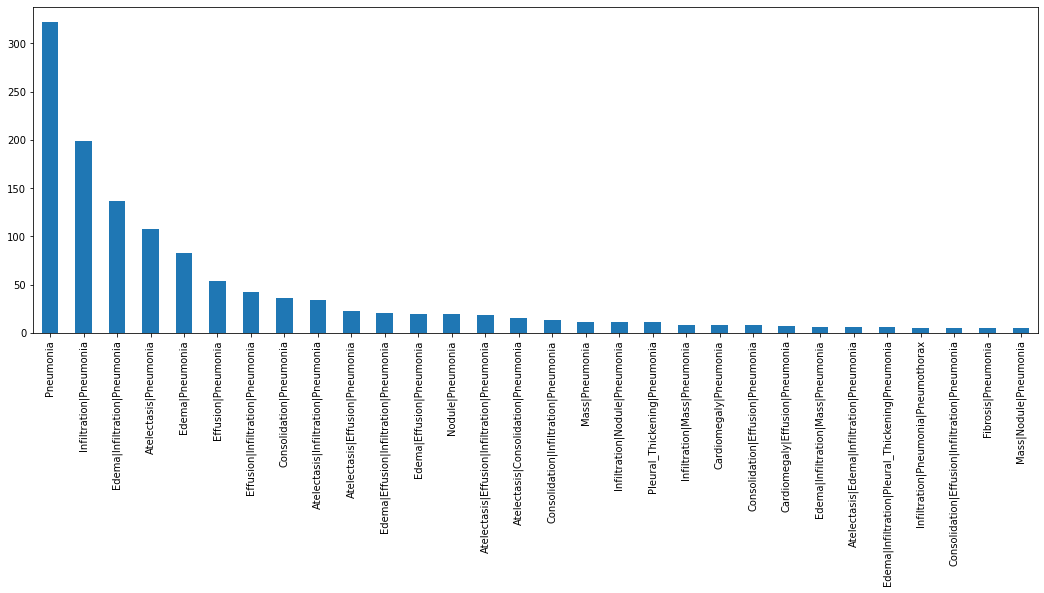 300
250
200
150
100
50
0
Pneumonia
Infiltration|Pneumonia
Edema|Infiltration|Pneumonia
Atelectasis|Pneumonia
Edema|Pneumonia
Effusion|Pneumonia
Effusion|Infiltration|Pneumonia
Consolidation|Pneumonia
Atelectasis|Infiltration|Pneumonia
Atelectasis|Effusion|Pneumonia
Edema|Effusion|Infiltration|Pneumonia
Edema|Effusion|Pneumonia
Nodule|Pneumonia
Atelectasis|Effusion|Infiltration|Pneumonia
Atelectasis|Consolidation|Pneumonia
Consolidation|Infiltration|Pneumonia
Mass|Pneumonia
Infiltration|Nodule|Pneumonia
Pleural_Thickening|Pneumonia
Infiltration|Mass|Pneumonia
Cardiomegaly|Pneumonia
Consolidation|Effusion|Pneumonia
Cardiomegaly|Effusion|Pneumonia
Edema|Infiltration|Mass|Pneumonia
Atelectasis|Edema|Infiltration|Pneumonia
Edema|Infiltration|Pleural_Thickening|Pneumonia
Infiltration|Pneumonia|Pneumothorax
Consolidation|Effusion|Infiltration|Pneumonia
Fibrosis|Pneumonia
Mass|Nodule|Pneumonia